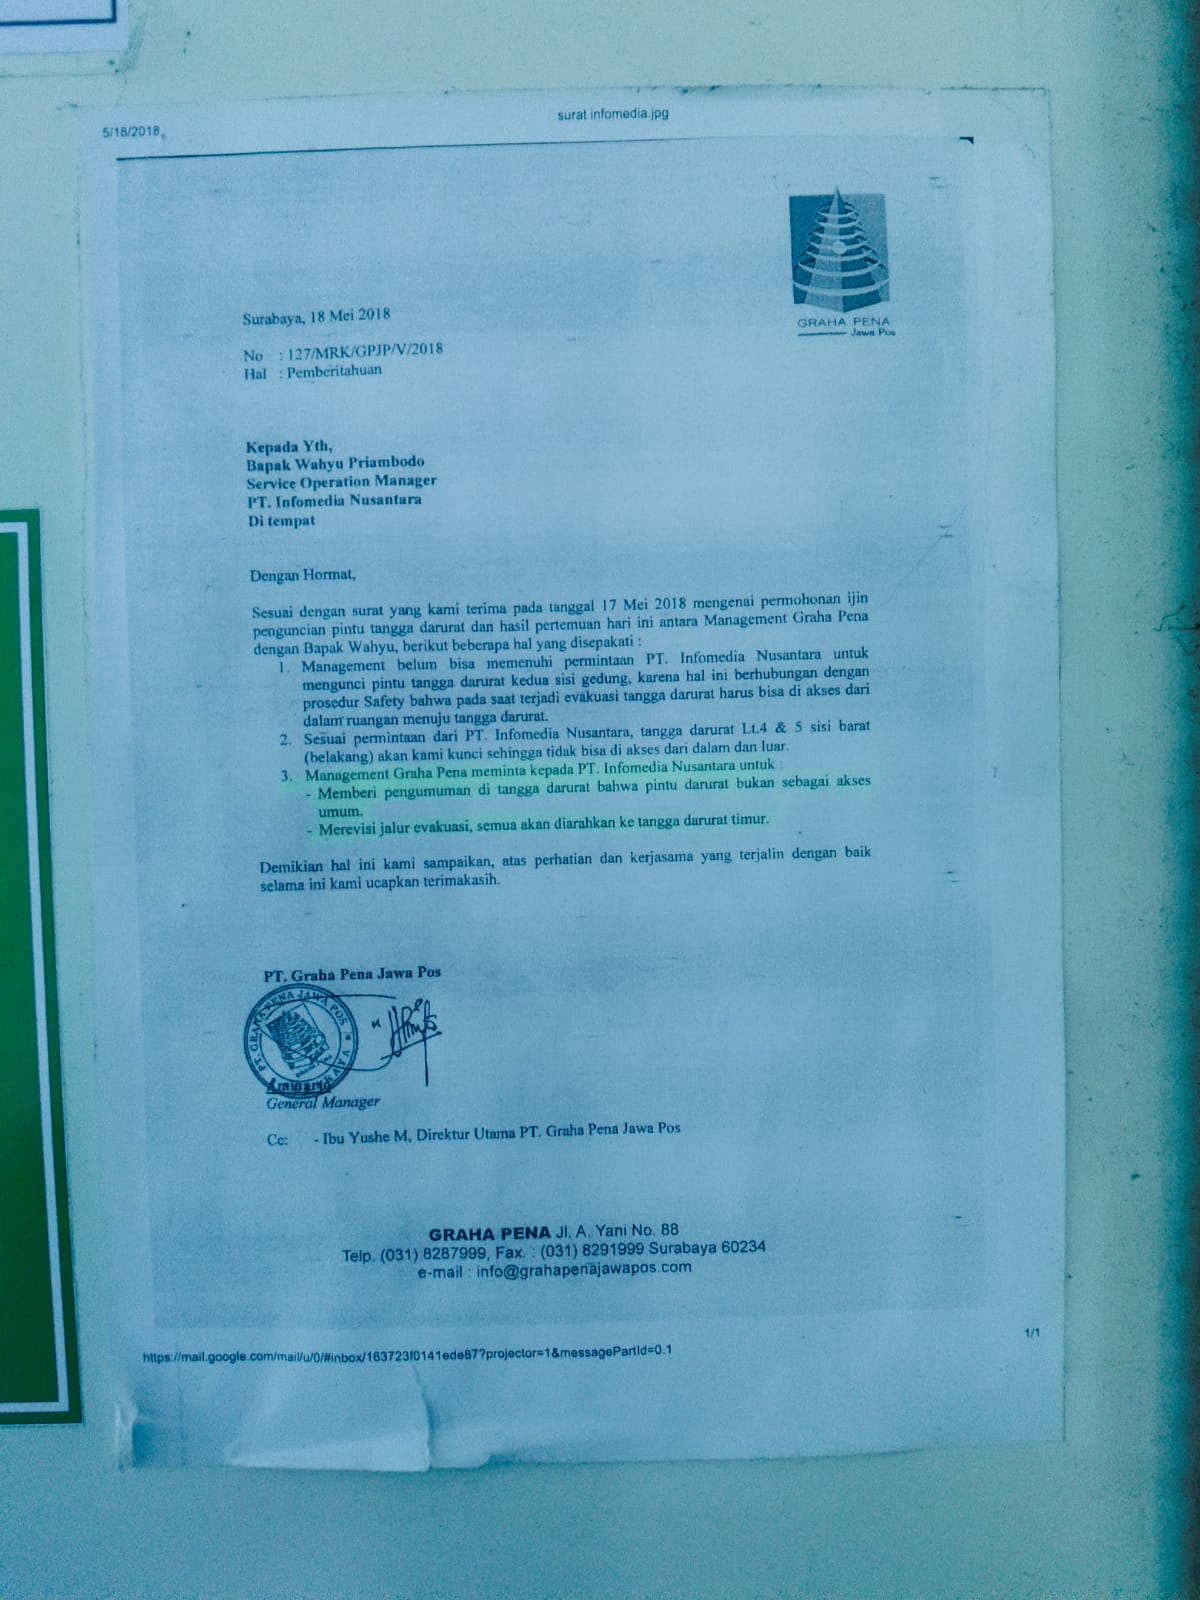 surat infomedia.jpg
5/18/2018
GRAHA PENA
Jawa Pos
Surabaya, 18 Mei 2018
No : 127/MRK/GPJP/V/2018
Hal : Pemberitahuan
Kepada Yth,
Bapak Wahyu Priambodo
Service Operation Manager
PT. Infomedia Nusantara
Di tempat
Dengan Hormat,
Sesuai dengan surat yang kami terima pada tanggal 17 Mei 2018 mengenai permohonan ijin
penguncian pintu tangga darurat dan hasil pertemuan hari ini antara Management Graha Pena
dengan Bapak Wahyu, berikut beberapa hal yang disepakati :
1. Management belum bisa memenuhi permintaan PT. Infomedia Nusantara untuk
mengunci pintu tangga darurat kedua sisi gedung, karena hal ini berhubungan dengan
prosedur Safety bahwa pada saat terjadi evakuasi tangga darurat harus bisa di akses dari
dalam ruangan menuju tangga darurat.
2. Sesuai permintaan dari PT. Infomedia Nusantara, tangga darurat Lt.4 & 5 sisi barat
(belakang) akan kami kunci sehingga tidak bisa di akses dari dalam dan luar.
3. Management Graha Pena meminta kepada PT. Infomedia Nusantara untuk :
- Memberi pengumuman di tangga darurat bahwa pintu darurat bukan sebagai akses
umum.
- Merevisi jalur evakuasi, semua akan diarahkan ke tangga darurat timur.
Demikian hal ini kami sampaikan, atas perhatian dan kerjasama yang terjalin dengan baik
selama ini kami ucapkan terimakasih.
PT. Graha Pena Jawa Pos
PT. GRAHA PENA JAWA POS
General Manager
Cc: - Ibu Yushe M, Direktur Utama PT. Graha Pena Jawa Pos
GRAHA PENA Jl. A. Yani No. 88
Telp. (031) 8287999, Fax. : (031) 8291999 Surabaya 60234
e-mail : info@grahapenajawapos.com
1/1
https://mail.google.com/mail/u/0/#inbox/163723f0141ede87?projector=1&messagePartId=0.1